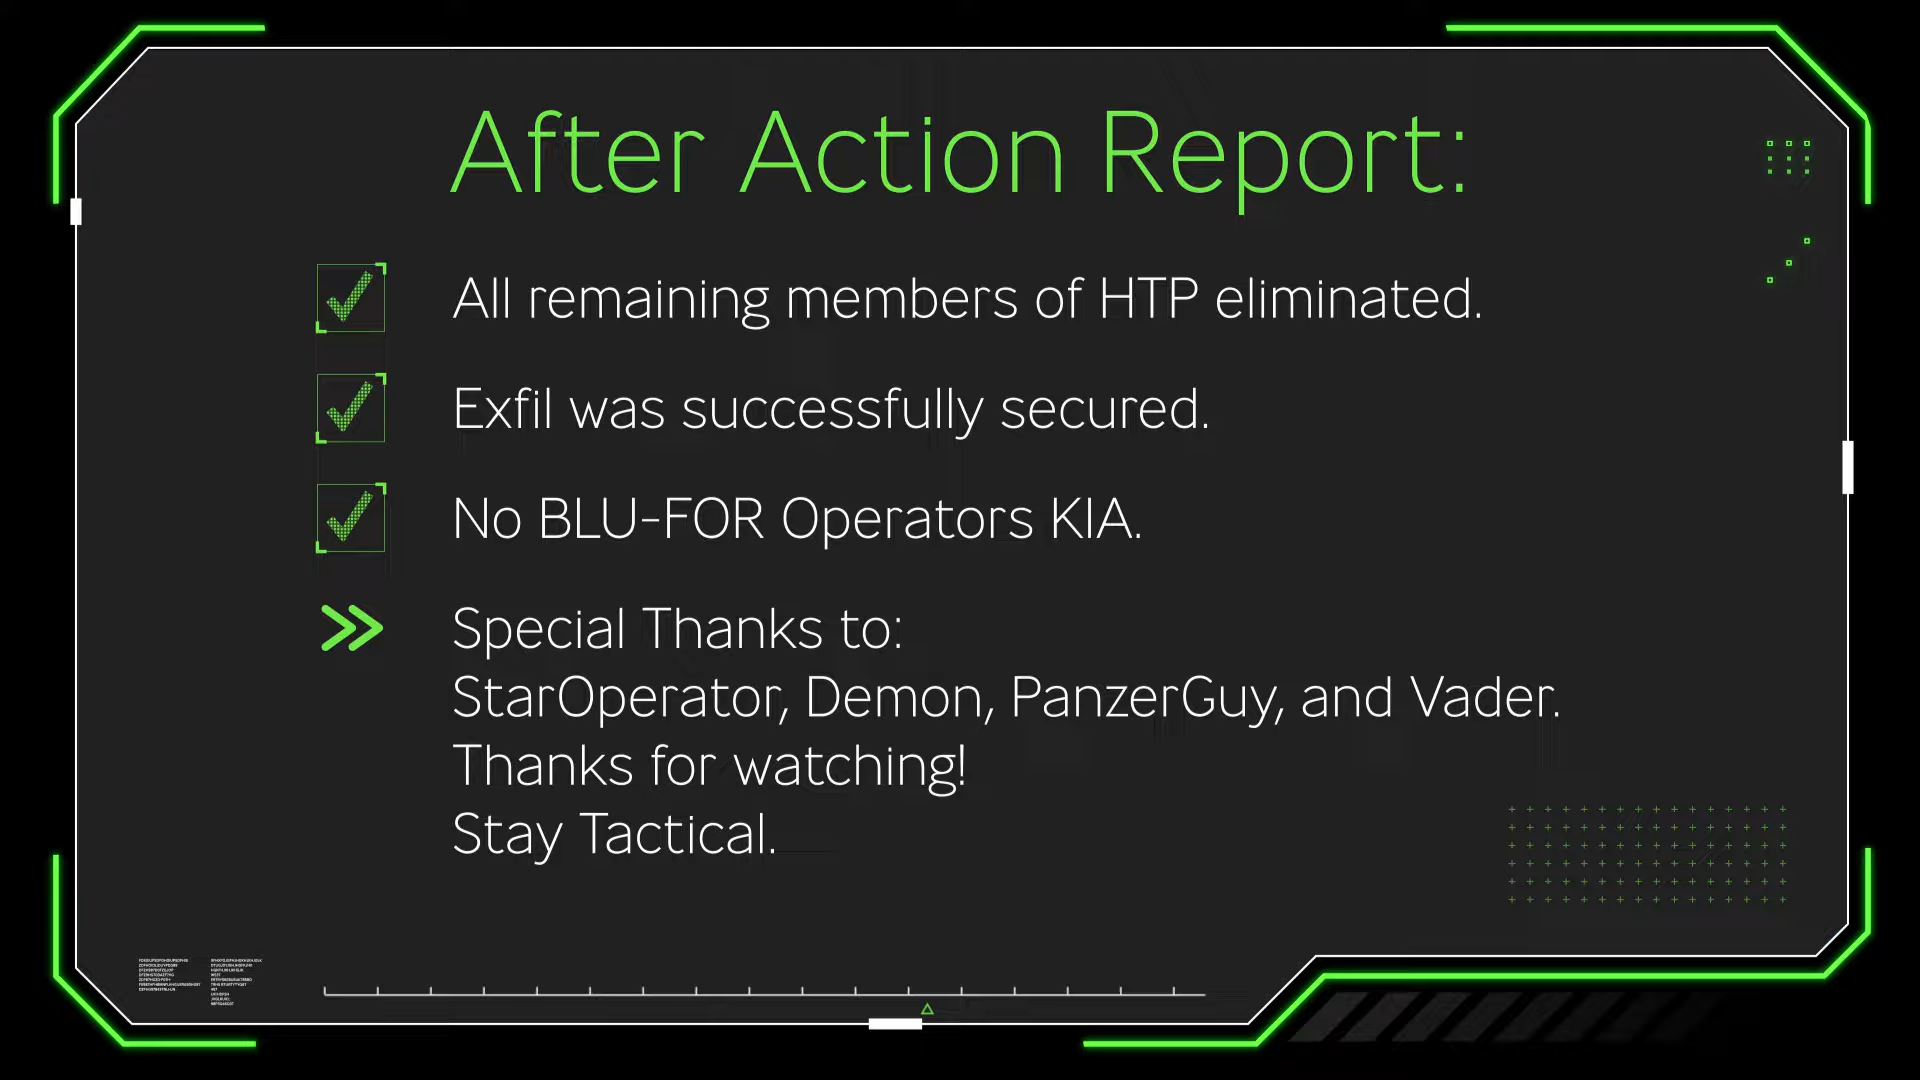 After Action Report:
All remaining members of HTP eliminated.
Exfil was successfully secured.
No BLU-FOR Operators KIA.
Special Thanks to:
StarOperator, Demon, PanzerGuy, and Vader.
Thanks for watching!
Stay Tactical.